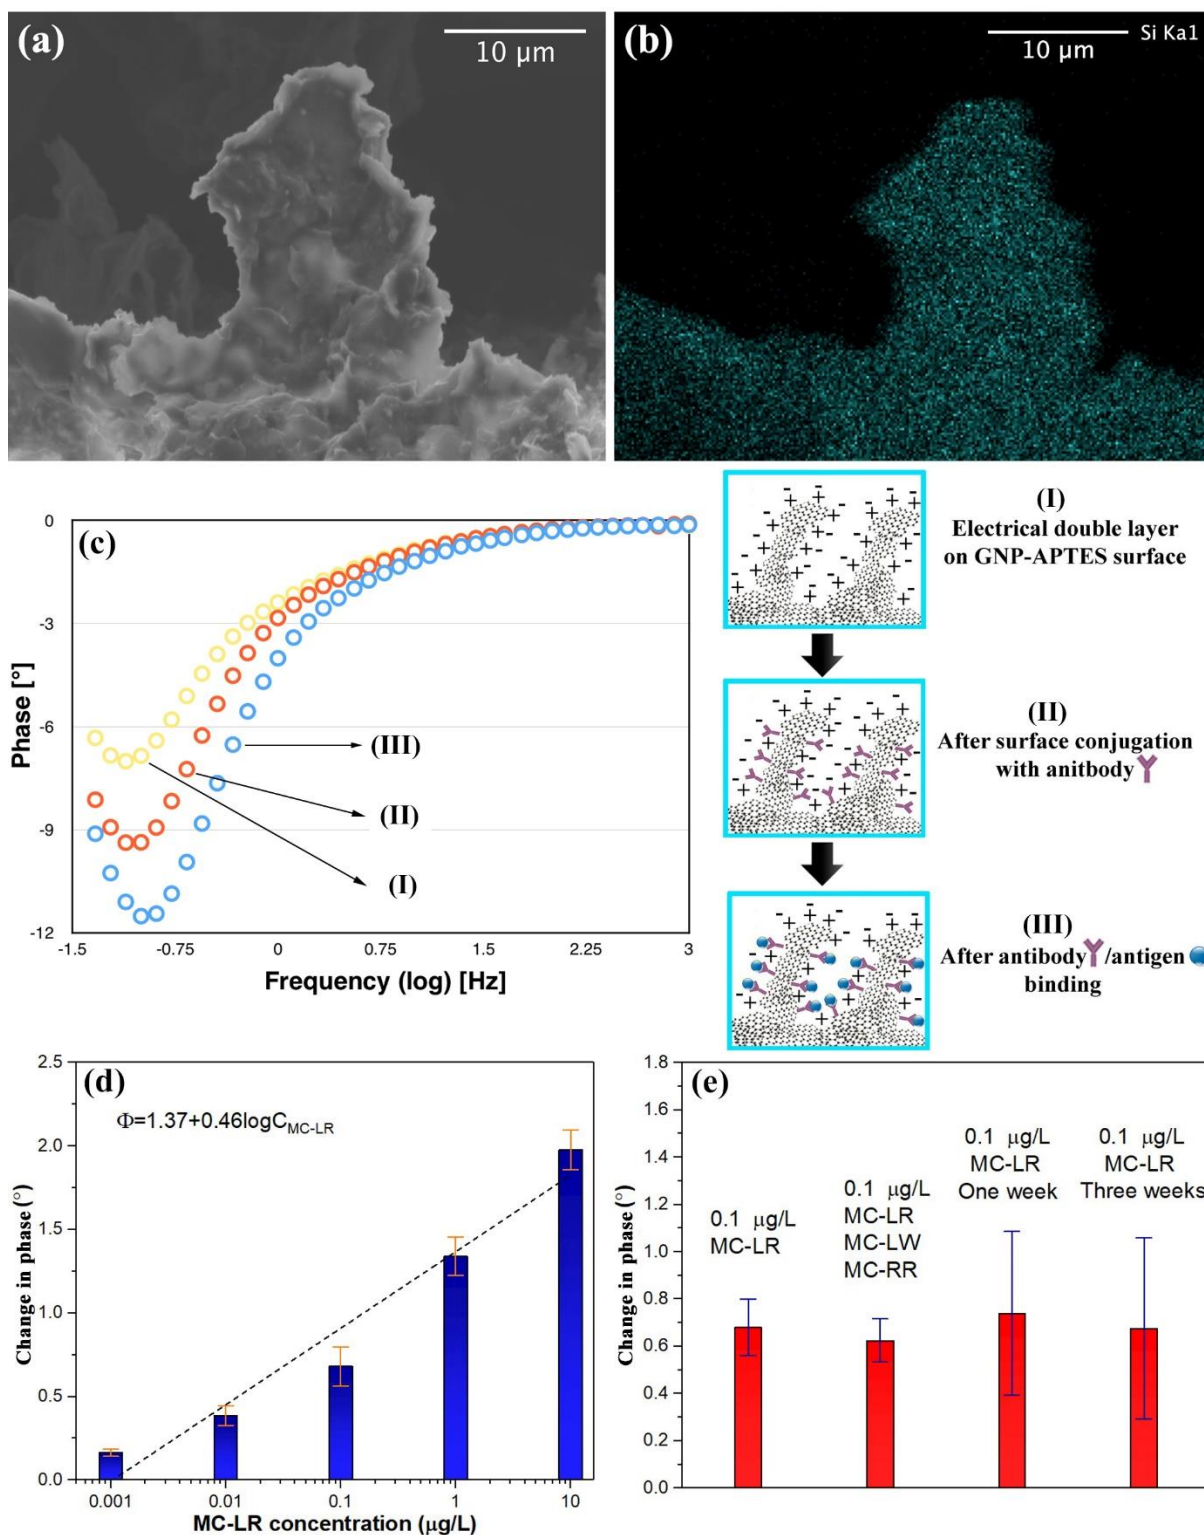 (a)
10 μm
(b)
10 μm
Si Ka1
(c)
0
-3
-6
-9
-12
Phase [°]
-1.5 -0.75 0 0.75 1.5 2.25 3
Frequency (log) [Hz]
(III)
(II)
(I)
(I)
Electrical double layer
on GNP-APTES surface
(II)
After surface conjugation
with anitbody
(III)
After antibody /antigen
binding
(d)
Φ=1.37+0.46logC_MC-LR
2.5
2.0
1.5
1.0
0.5
0.0
Change in phase (°)
0.001 0.01 0.1 1 10
MC-LR concentration (μg/L)
(e)
1.8
1.6
1.4
1.2
1.0
0.8
0.6
0.4
0.2
0.0
Change in phase (°)
0.1 μg/L
MC-LR
0.1 μg/L
MC-LR
MC-LW
MC-RR
0.1 μg/L
MC-LR
One week
0.1 μg/L
MC-LR
Three weeks